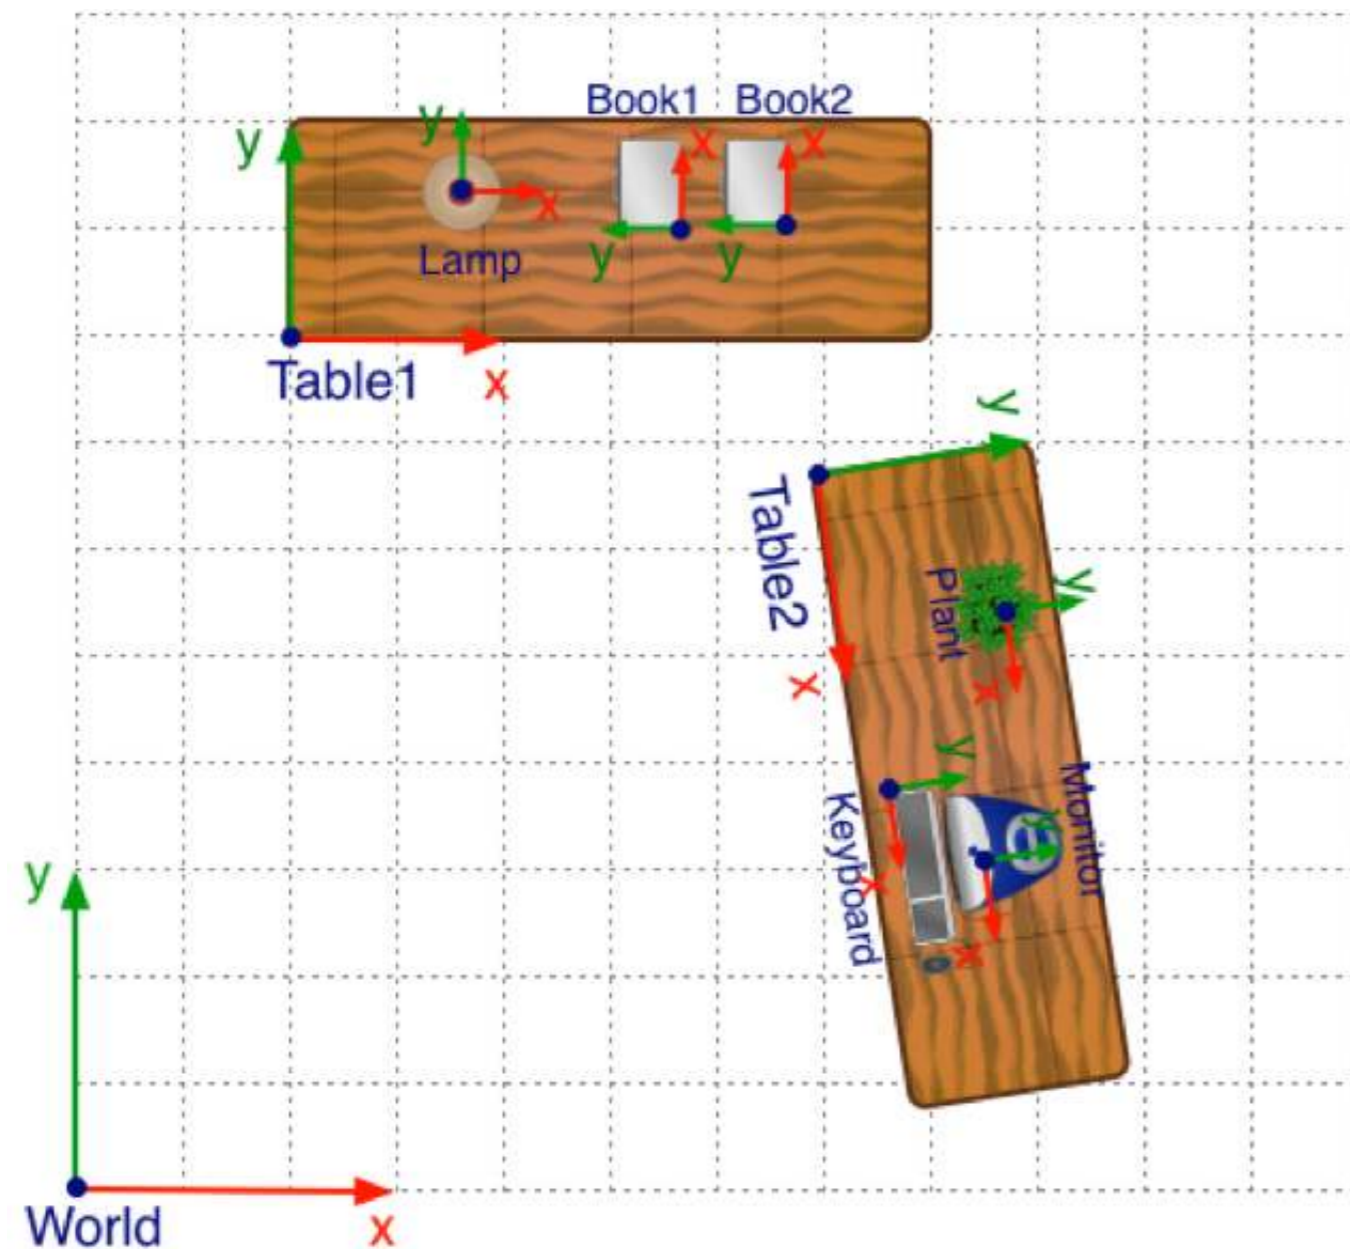 Book1 Book2
y
y
x
x
x
Lamp
y
y
Table1
x
y
Table2
Plant
y
x
x
y
Keyboard
Monitor
y
x
x
y
World
x